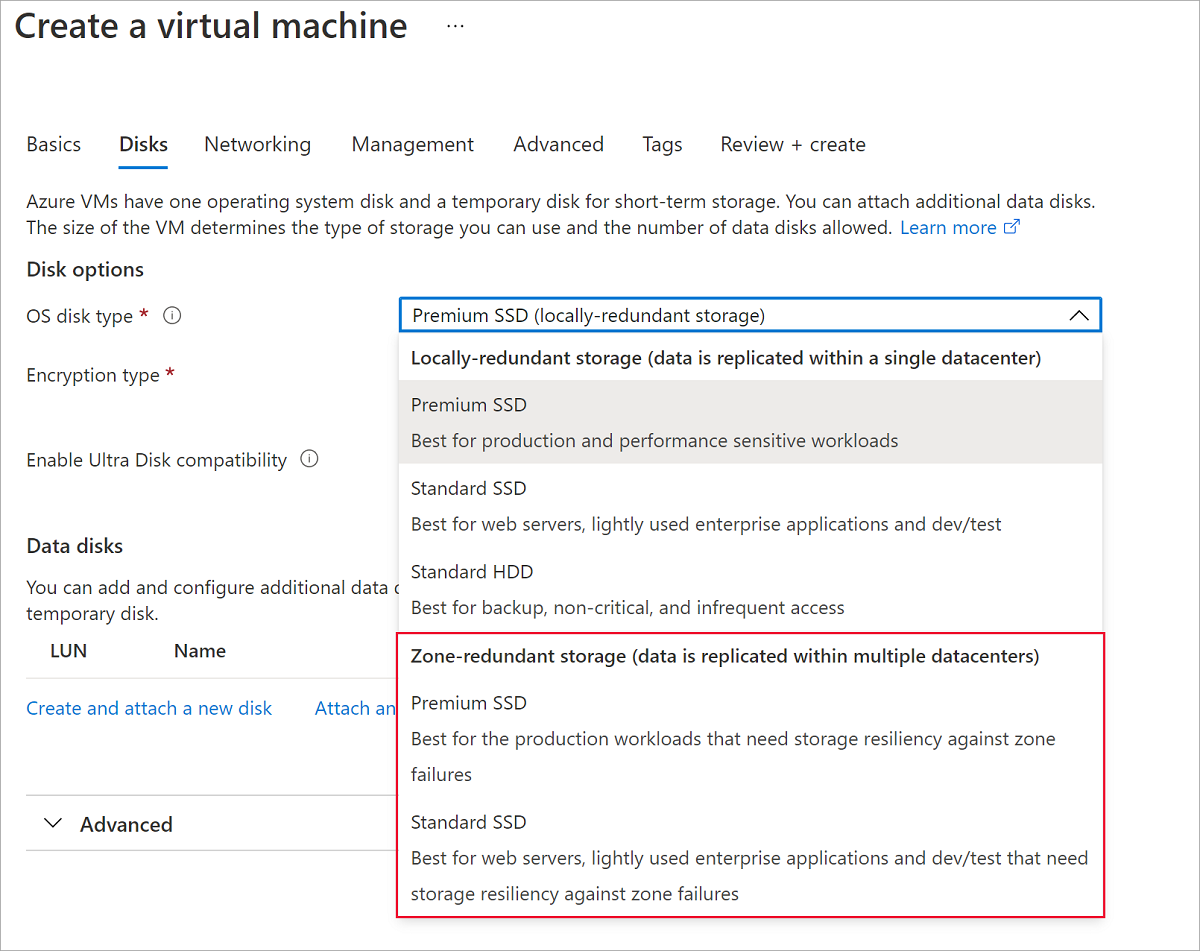 Create a virtual machine ...
Basics Disks Networking Management Advanced Tags Review + create
Azure VMs have one operating system disk and a temporary disk for short-term storage. You can attach additional data disks.
The size of the VM determines the type of storage you can use and the number of data disks allowed. Learn more
Disk options
OS disk type *
Premium SSD (locally-redundant storage)
Locally-redundant storage (data is replicated within a single datacenter)
Premium SSD
Best for production and performance sensitive workloads
Standard SSD
Best for web servers, lightly used enterprise applications and dev/test
Standard HDD
Best for backup, non-critical, and infrequent access
Zone-redundant storage (data is replicated within multiple datacenters)
Premium SSD
Best for the production workloads that need storage resiliency against zone
failures
Standard SSD
Best for web servers, lightly used enterprise applications and dev/test that need
storage resiliency against zone failures
Encryption type *
Enable Ultra Disk compatibility
Data disks
You can add and configure additional data
temporary disk.
LUN Name
Create and attach a new disk Attach an
Advanced